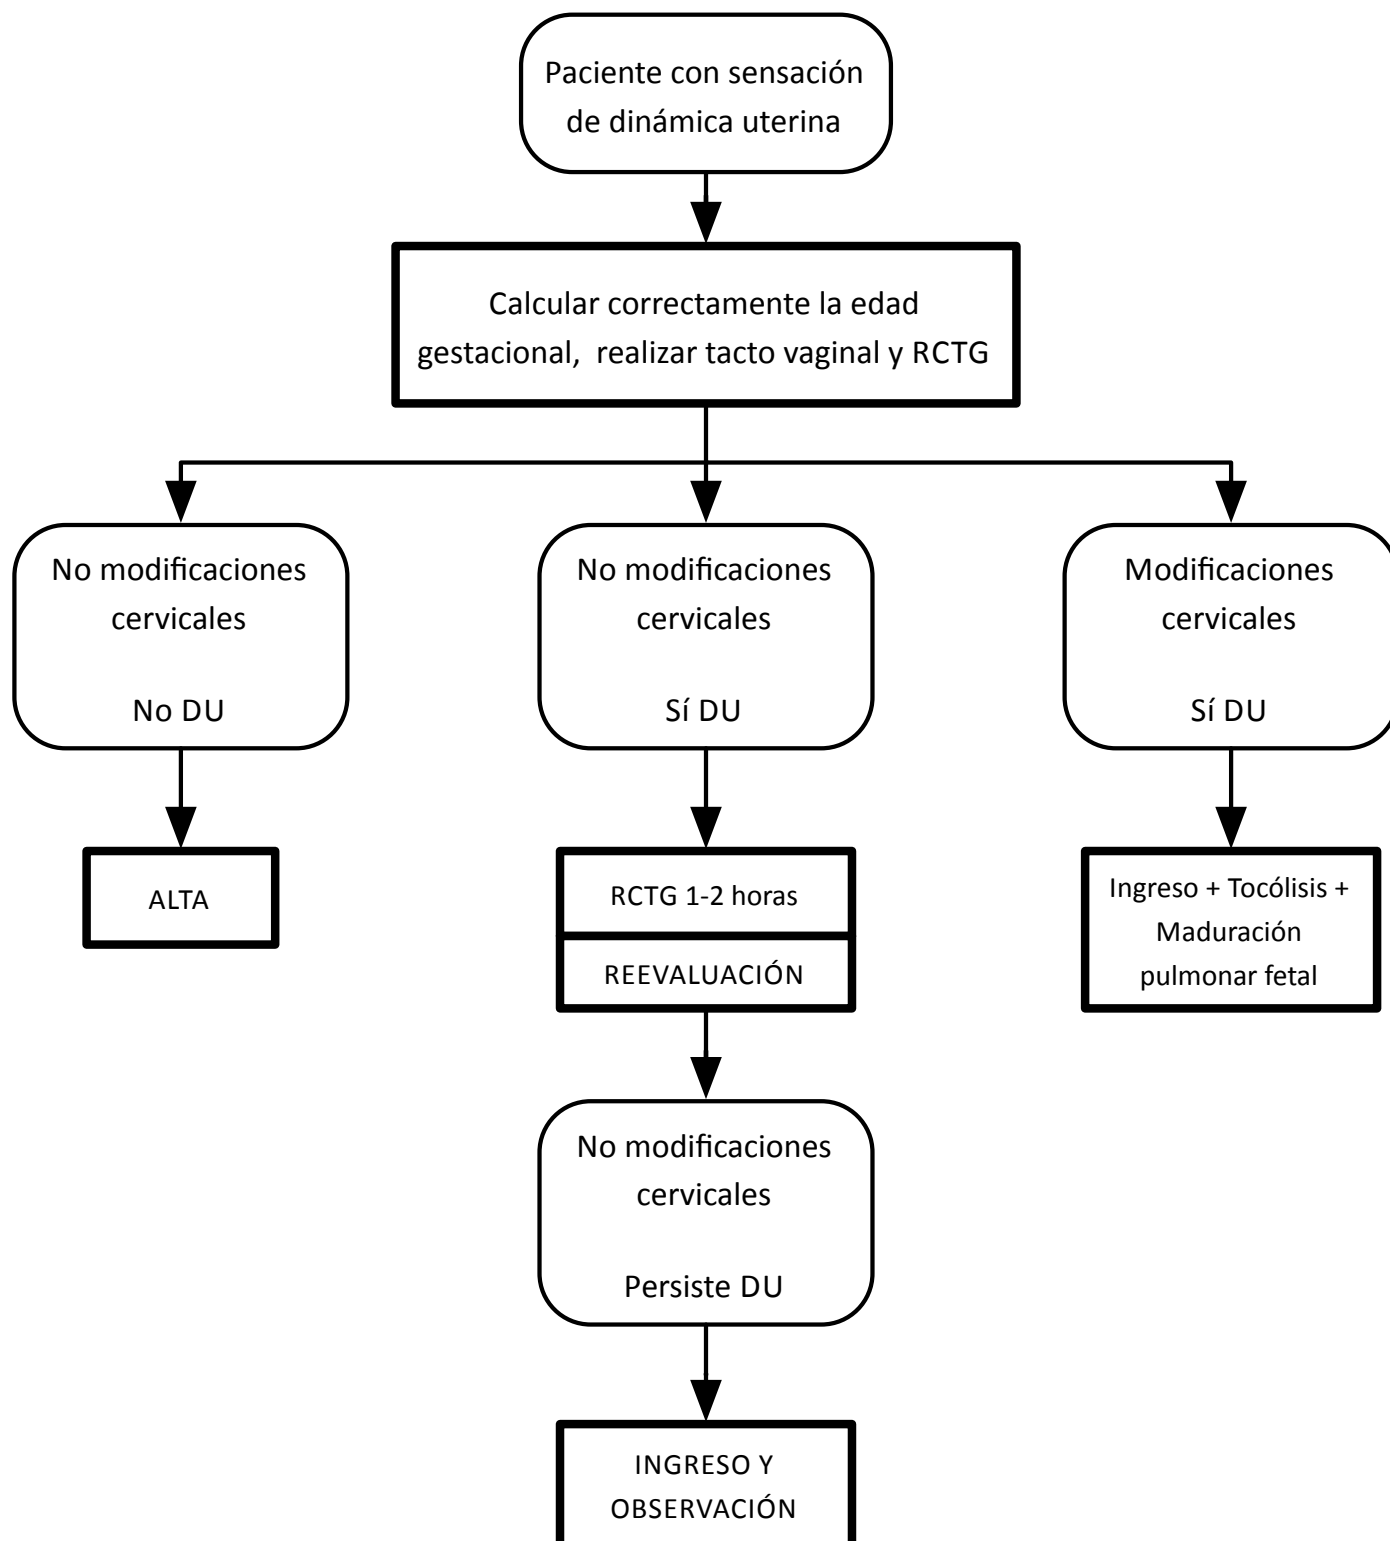 Paciente con sensación
de dinámica uterina
Calcular correctamente la edad
gestacional, realizar tacto vaginal y RCTG
No modificaciones
cervicales
No DU
No modificaciones
cervicales
Sí DU
Modificaciones
cervicales
Sí DU
ALTA
RCTG 1-2 horas
REEVALUACIÓN
Ingreso + Tocólisis +
Maduración
pulmonar fetal
No modificaciones
cervicales
Persiste DU
INGRESO Y
OBSERVACIÓN